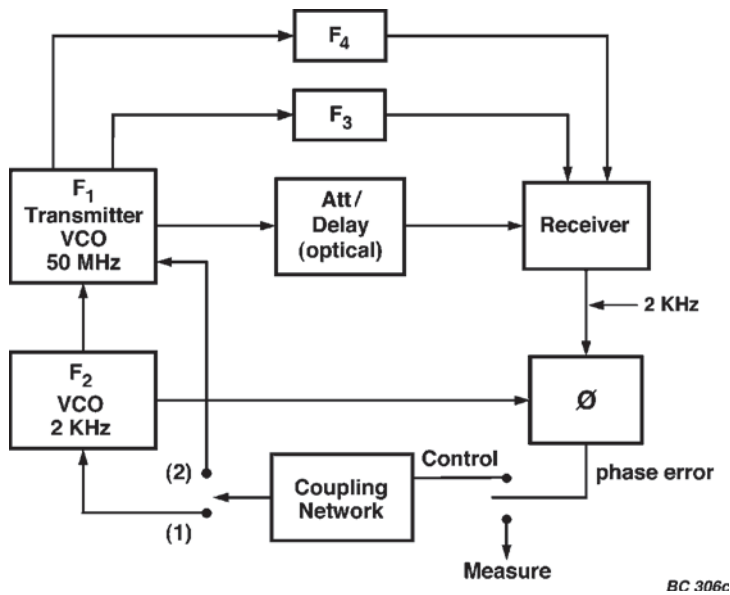 F₄
F₃
F₁
Transmitter
VCO
50 MHz
Att /
Delay
(optical)
Receiver
2 KHz
F₂
VCO
2 KHz
Ø
(2)
(1)
Coupling
Network
Control
phase error
Measure
BC 306c